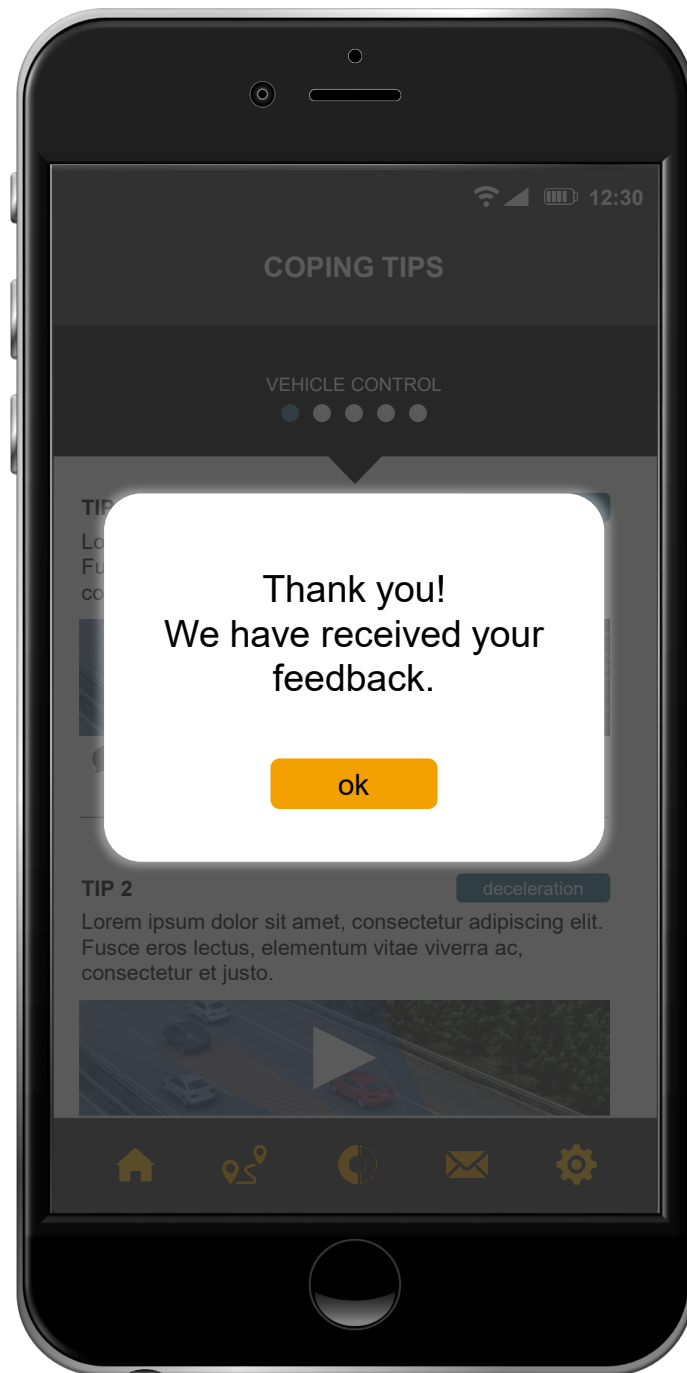 12:30
COPING TIPS
VEHICLE CONTROL
Thank you!
We have received your
feedback.
ok
TIP 2
deceleration
Lorem ipsum dolor sit amet, consectetur adipiscing elit.
Fusce eros lectus, elementum vitae viverra ac,
consectetur et justo.